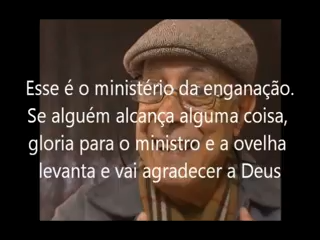 Esse é o ministério da enganação.
Se alguém alcança alguma coisa,
gloria para o ministro e a ovelha
levanta e vai agradecer a Deus